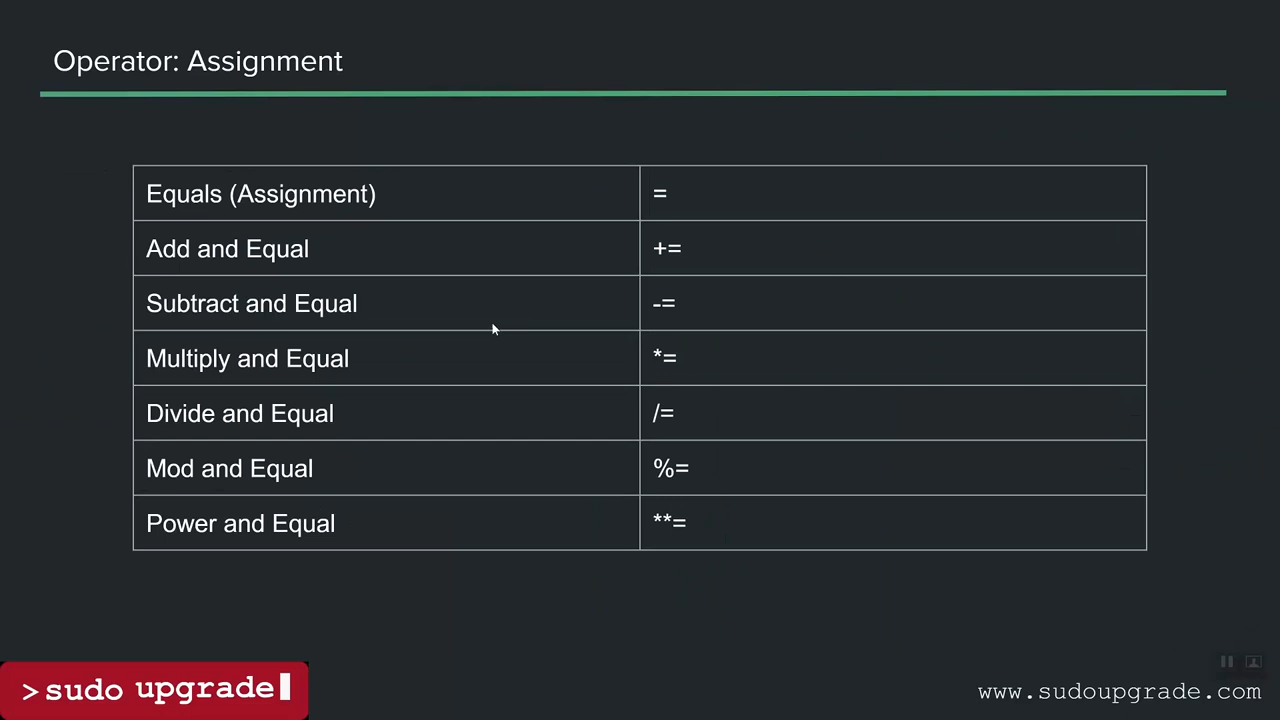 Operator: Assignment
Equals (Assignment) =
Add and Equal +=
Subtract and Equal -=
Multiply and Equal *=
Divide and Equal /=
Mod and Equal %=
Power and Equal **=
>sudo upgrade
www.sudoupgrade.com